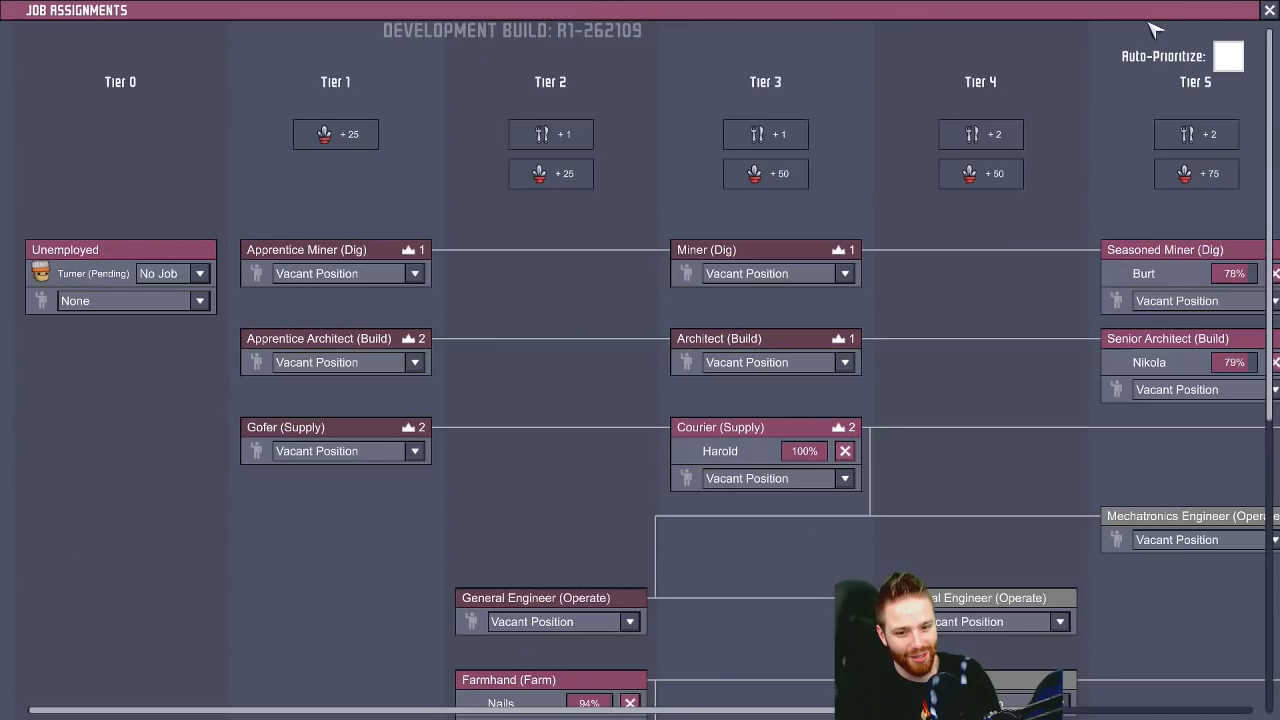 JOB ASSIGNMENTS
DEVELOPMENT BUILD: R1-262109
Auto-Prioritize:
Tier 0
Tier 1
Tier 2
Tier 3
Tier 4
Tier 5
+ 25
+ 1
+ 1
+ 2
+ 2
+ 25
+ 50
+ 50
+ 75
Unemployed
Turner (Pending) No Job
None
Apprentice Miner (Dig) 1
Vacant Position
Miner (Dig) 1
Vacant Position
Seasoned Miner (Dig)
Burt 78%
Vacant Position
Apprentice Architect (Build) 2
Vacant Position
Architect (Build) 1
Vacant Position
Senior Architect (Build)
Nikola 79%
Vacant Position
Gofer (Supply) 2
Vacant Position
Courier (Supply) 2
Harold 100%
Vacant Position
Mechatronics Engineer (Opera
Vacant Position
General Engineer (Operate)
Vacant Position
al Engineer (Operate)
cant Position
Farmhand (Farm)
Nails 94%